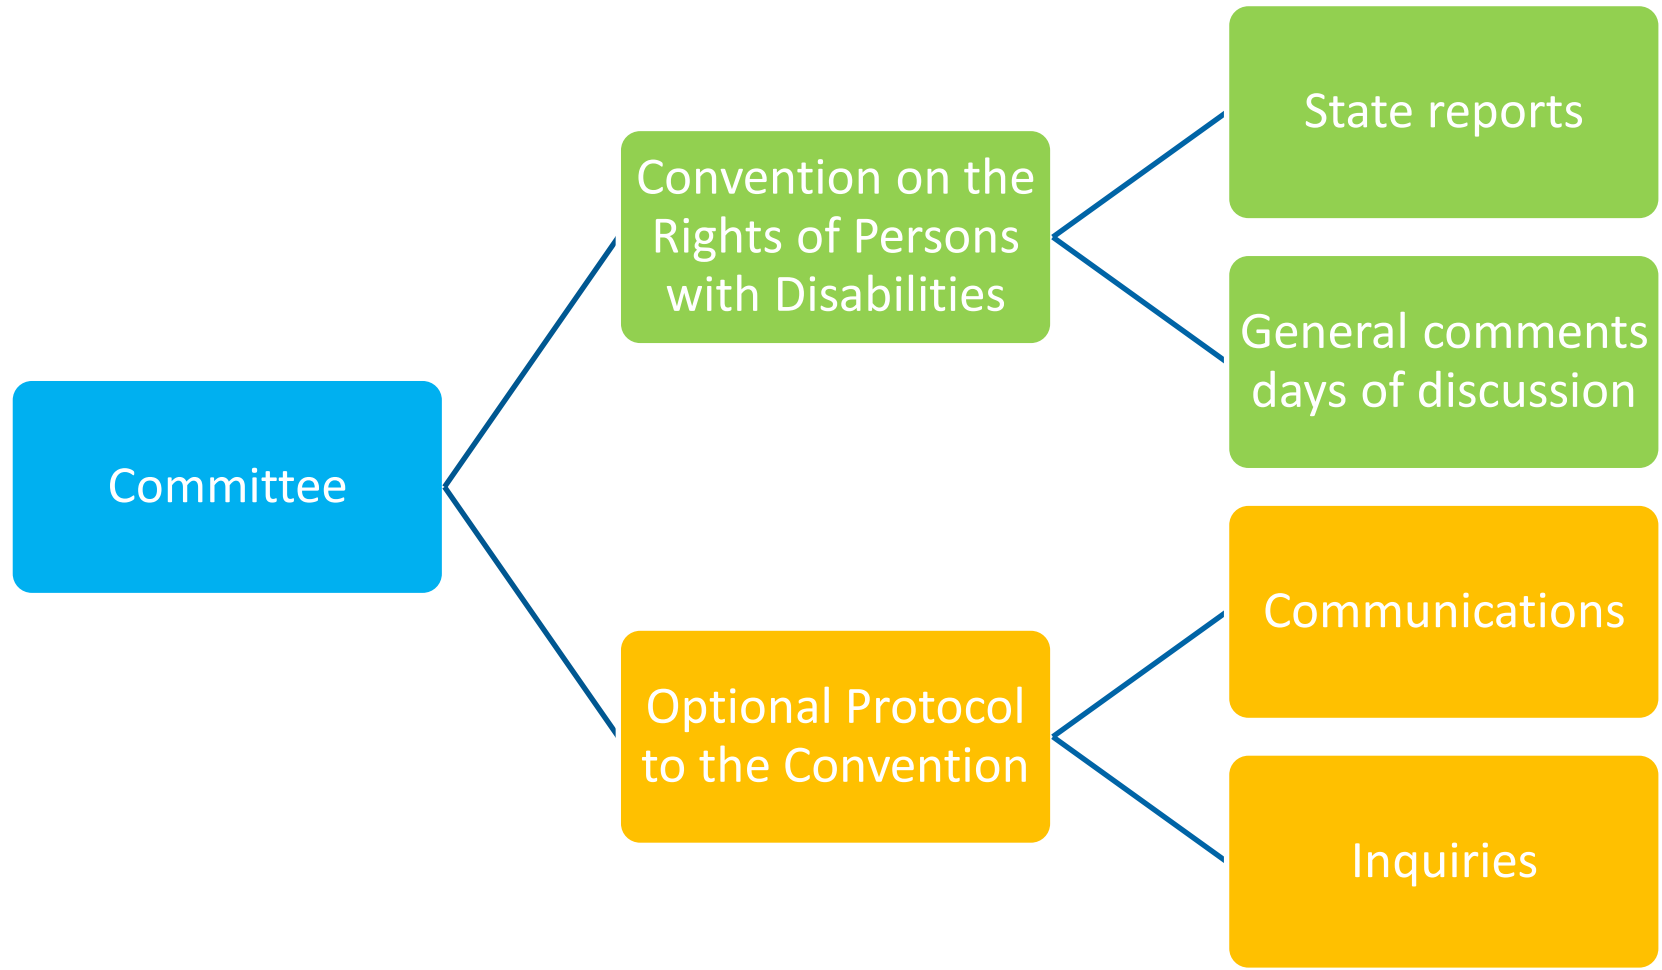 Committee
Convention on the
Rights of Persons
with Disabilities
State reports
General comments
days of discussion
Optional Protocol
to the Convention
Communications
Inquiries